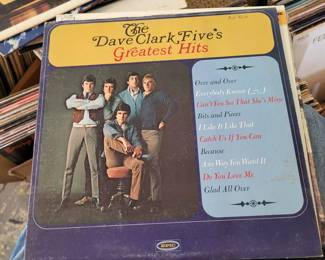 The
Dave Clark Five's
Greatest Hits
Over and Over
Everybody Knows
Can't You See That She's Mine
Bits and Pieces
I Like It Like That
Catch Us If You Can
Because
Any Way You Want It
Do You Love Me
Glad All Over
EPIC